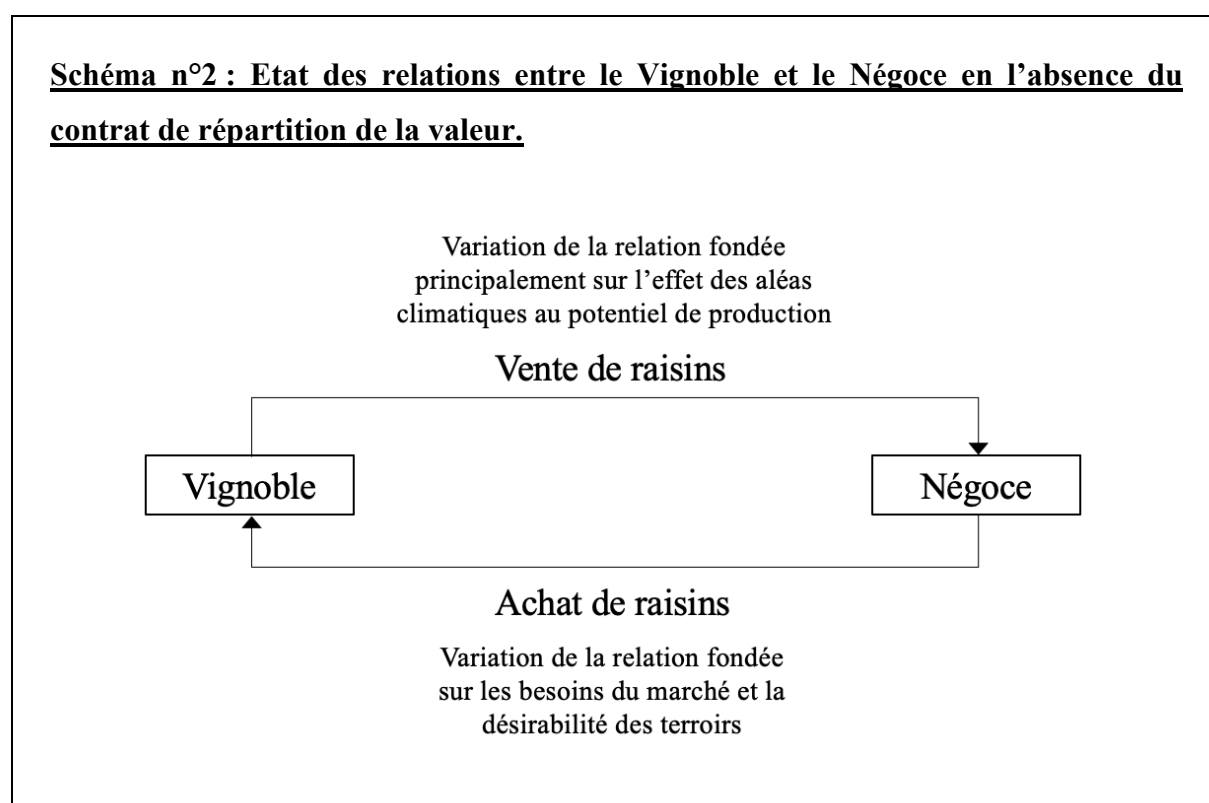 Schéma n°2 : Etat des relations entre le Vignoble et le Négoce en l’absence du
contrat de répartition de la valeur.
Variation de la relation fondée
principalement sur l’effet des aléas
climatiques au potentiel de production
Vente de raisins
Vignoble
Négoce
Achat de raisins
Variation de la relation fondée
sur les besoins du marché et la
désirabilité des terroirs